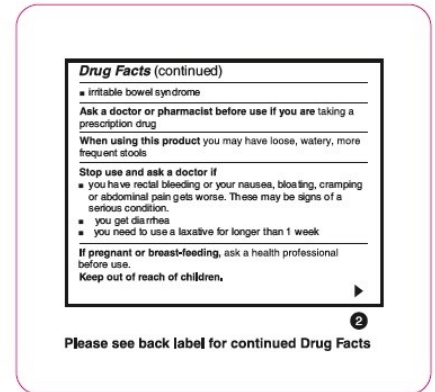 Drug Facts (continued)
▪ irritable bowel syndrome
Ask a doctor or pharmacist before use if you are taking a
prescription drug
When using this product you may have loose, watery, more
frequent stools
Stop use and ask a doctor if
▪ you have rectal bleeding or your nausea, bloating, cramping
or abdominal pain gets worse. These may be signs of a
serious condition.
▪ you get diarrhea
▪ you need to use a laxative for longer than 1 week
If pregnant or breast-feeding, ask a health professional
before use.
Keep out of reach of children.
2
Please see back label for continued Drug Facts